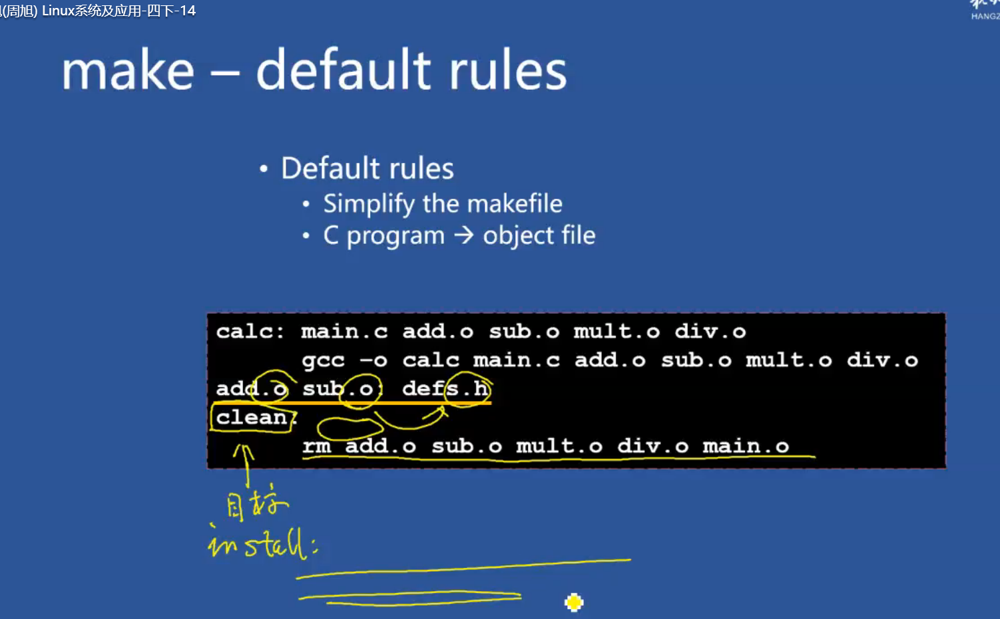 (周旭) Linux系统及应用-四下-14
HANGZ
make – default rules
• Default rules
• Simplify the makefile
• C program → object file
calc: main.c add.o sub.o mult.o div.o
gcc –o calc main.c add.o sub.o mult.o div.o
add.o sub.o: defs.h
clean:
rm add.o sub.o mult.o div.o main.o
目标
install: